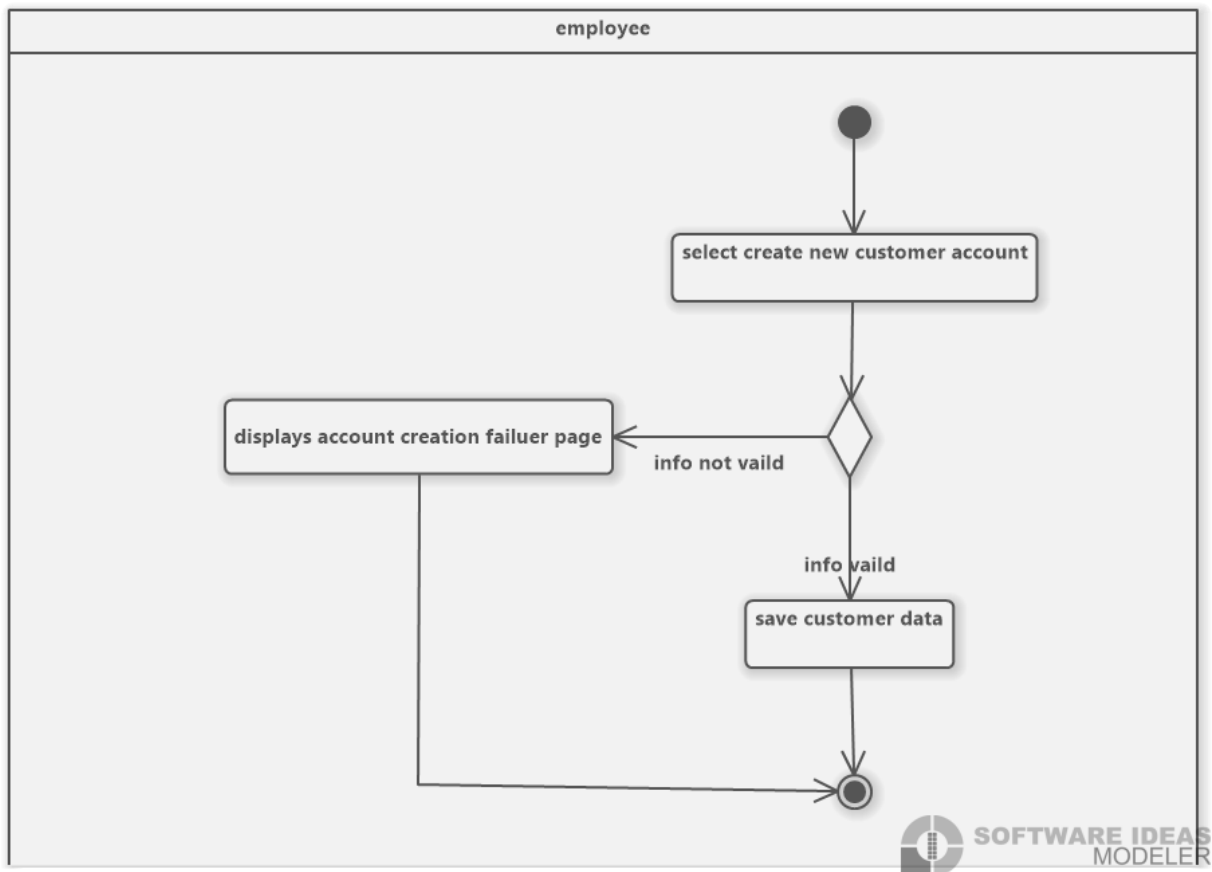 employee
select create new customer account
displays account creation failuer page
info not vaild
info vaild
save customer data
SOFTWARE IDEAS
MODELER